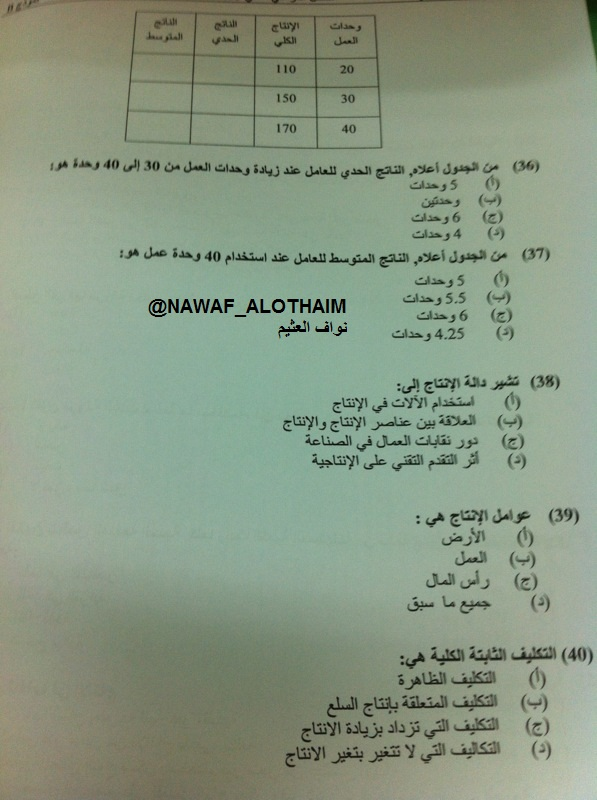 وحدات العمل	الإنتاج الكلي	الناتج الحدي	الناتج المتوسط
20	110
30	150
40	170
(36) من الجدول أعلاه, الناتج الحدي للعامل عند زيادة وحدات العمل من 30 إلى 40 وحدة هو:
(أ) 5 وحدات
(ب) وحدتين
(ج) 6 وحدات
(د) 4 وحدات
(37) من الجدول أعلاه, الناتج المتوسط للعامل عند استخدام 40 وحدة عمل هو:
(أ) 5 وحدات
(ب) 5.5 وحدات
(ج) 6 وحدات
(د) 4.25 وحدات
@NAWAF_ALOTHAIM
نواف العثيم
(38) تشير دالة الإنتاج إلى:
(أ) استخدام الآلات في الإنتاج
(ب) العلاقة بين عناصر الإنتاج والإنتاج
(ج) دور نقابات العمال في الصناعة
(د) أثر التقدم التقني على الإنتاجية
(39) عوامل الإنتاج هي :
(أ) الأرض
(ب) العمل
(ج) رأس المال
(د) جميع ما سبق
(40) التكليف الثابتة الكلية هي:
(أ) التكليف الظاهرة
(ب) التكليف المتعلقة بإنتاج السلع
(ج) التكليف التي تزداد بزيادة الانتاج
(د) التكاليف التي لا تتغير بتغير الانتاج